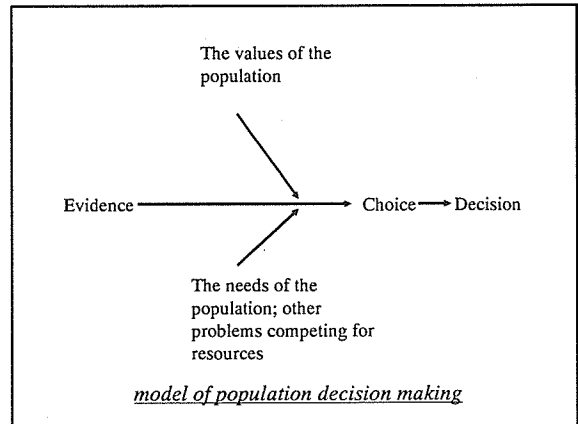 The values of the
population
Evidence
Choice
Decision
The needs of the
population; other
problems competing for
resources
model of population decision making